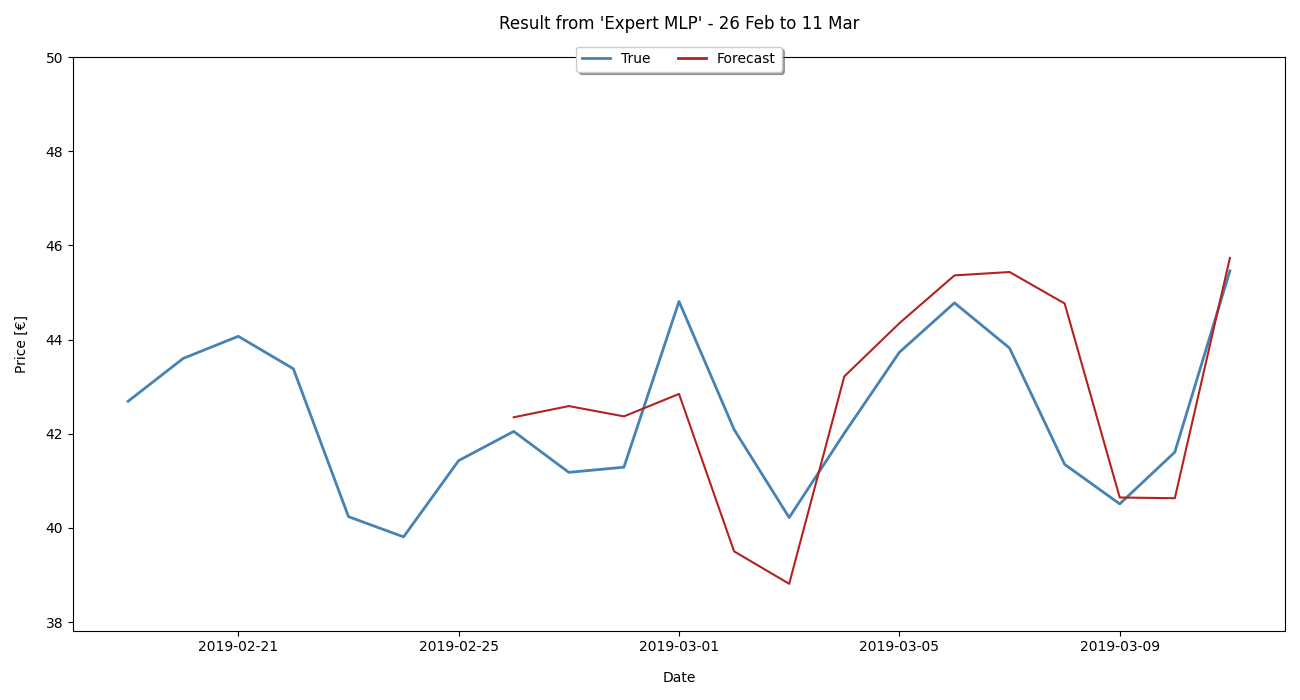 Result from 'Expert MLP' - 26 Feb to 11 Mar
True Forecast
50
48
46
44
42
40
38
Price [€]
2019-02-21 2019-02-25 2019-03-01 2019-03-05 2019-03-09
Date